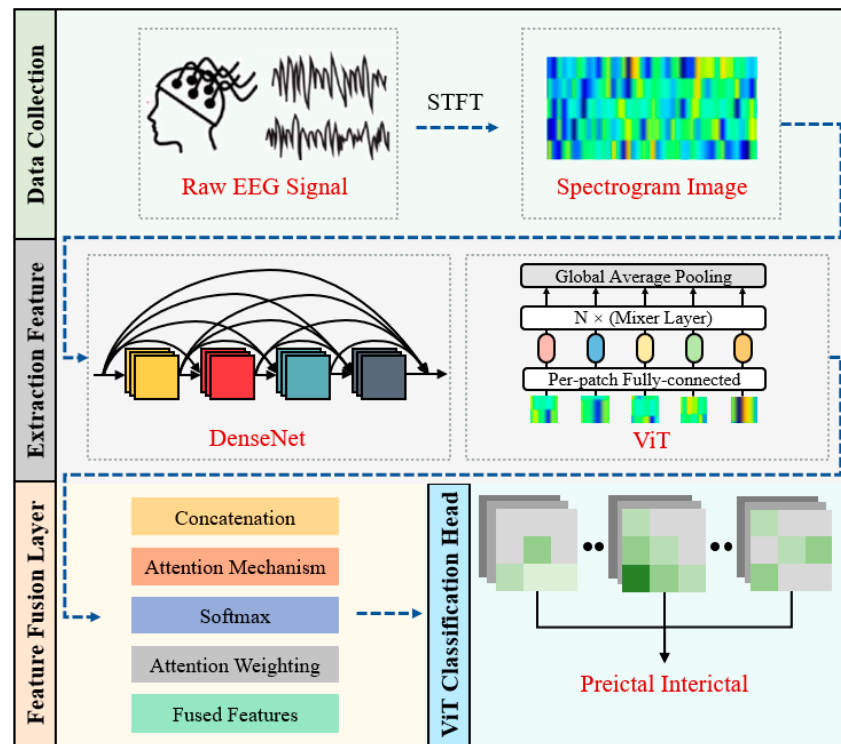 Data Collection
Raw EEG Signal
STFT
Spectrogram Image
Extraction Feature
DenseNet
Global Average Pooling
N × (Mixer Layer)
Per-patch Fully-connected
ViT
Feature Fusion Layer
Concatenation
Attention Mechanism
Softmax
Attention Weighting
Fused Features
ViT Classification Head
Preictal Interictal